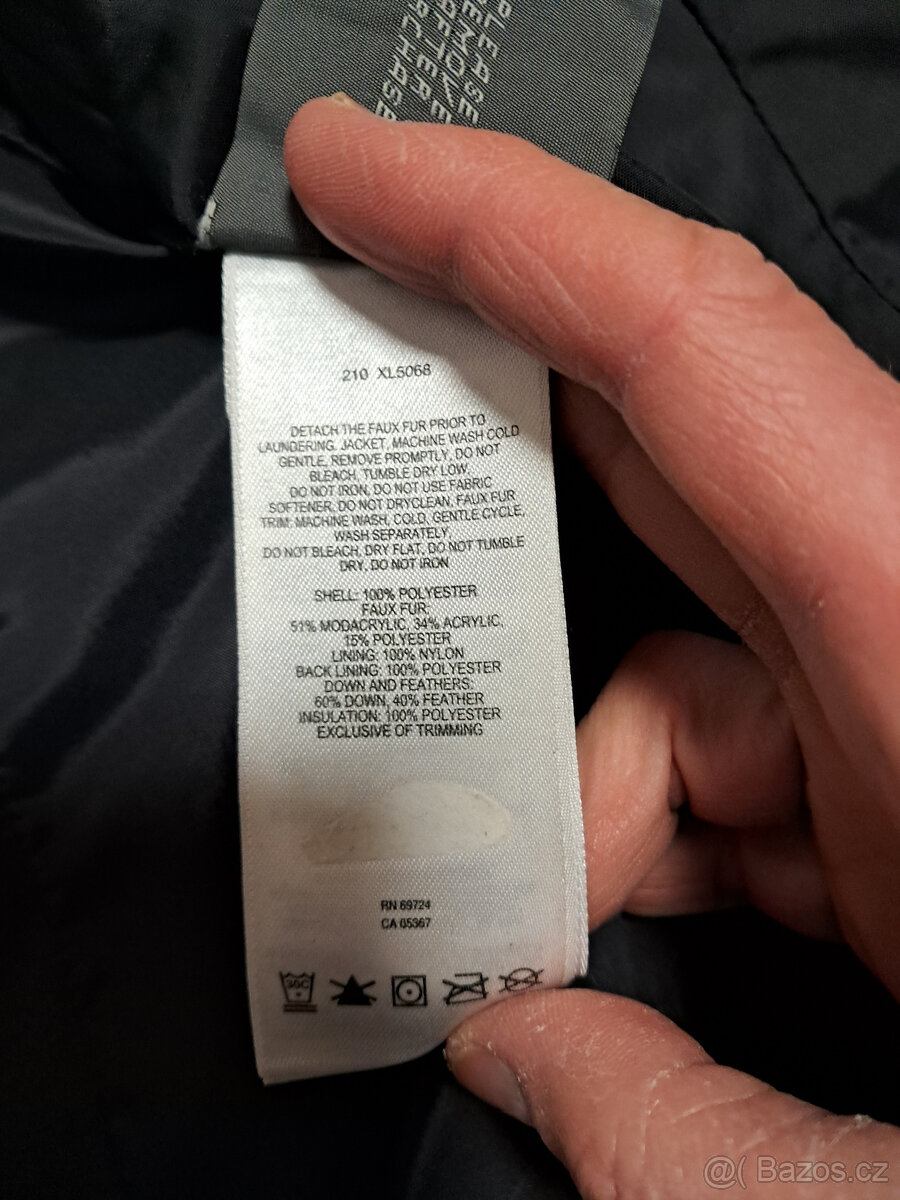 PLEASE
REMOVE
AFTER
210 XL5068
DETACH THE FAUX FUR PRIOR TO
LAUNDERING, JACKET, MACHINE WASH COLD
GENTLE, REMOVE PROMPTLY, DO NOT
BLEACH, TUMBLE DRY LOW,
DO NOT IRON, DO NOT USE FABRIC
SOFTENER, DO NOT DRYCLEAN, FAUX FUR
TRIM: MACHINE WASH, COLD, GENTLE CYCLE,
WASH SEPARATELY
DO NOT BLEACH, DRY FLAT, DO NOT TUMBLE
DRY, DO NOT IRON
SHELL: 100% POLYESTER
FAUX FUR:
51% MODACRYLIC, 34% ACRYLIC,
15% POLYESTER
LINING: 100% NYLON
BACK LINING: 100% POLYESTER
DOWN AND FEATHERS:
60% DOWN, 40% FEATHER
INSULATION: 100% POLYESTER
EXCLUSIVE OF TRIMMING
RN 69724
CA 05367
30C
@( Bazos.cz